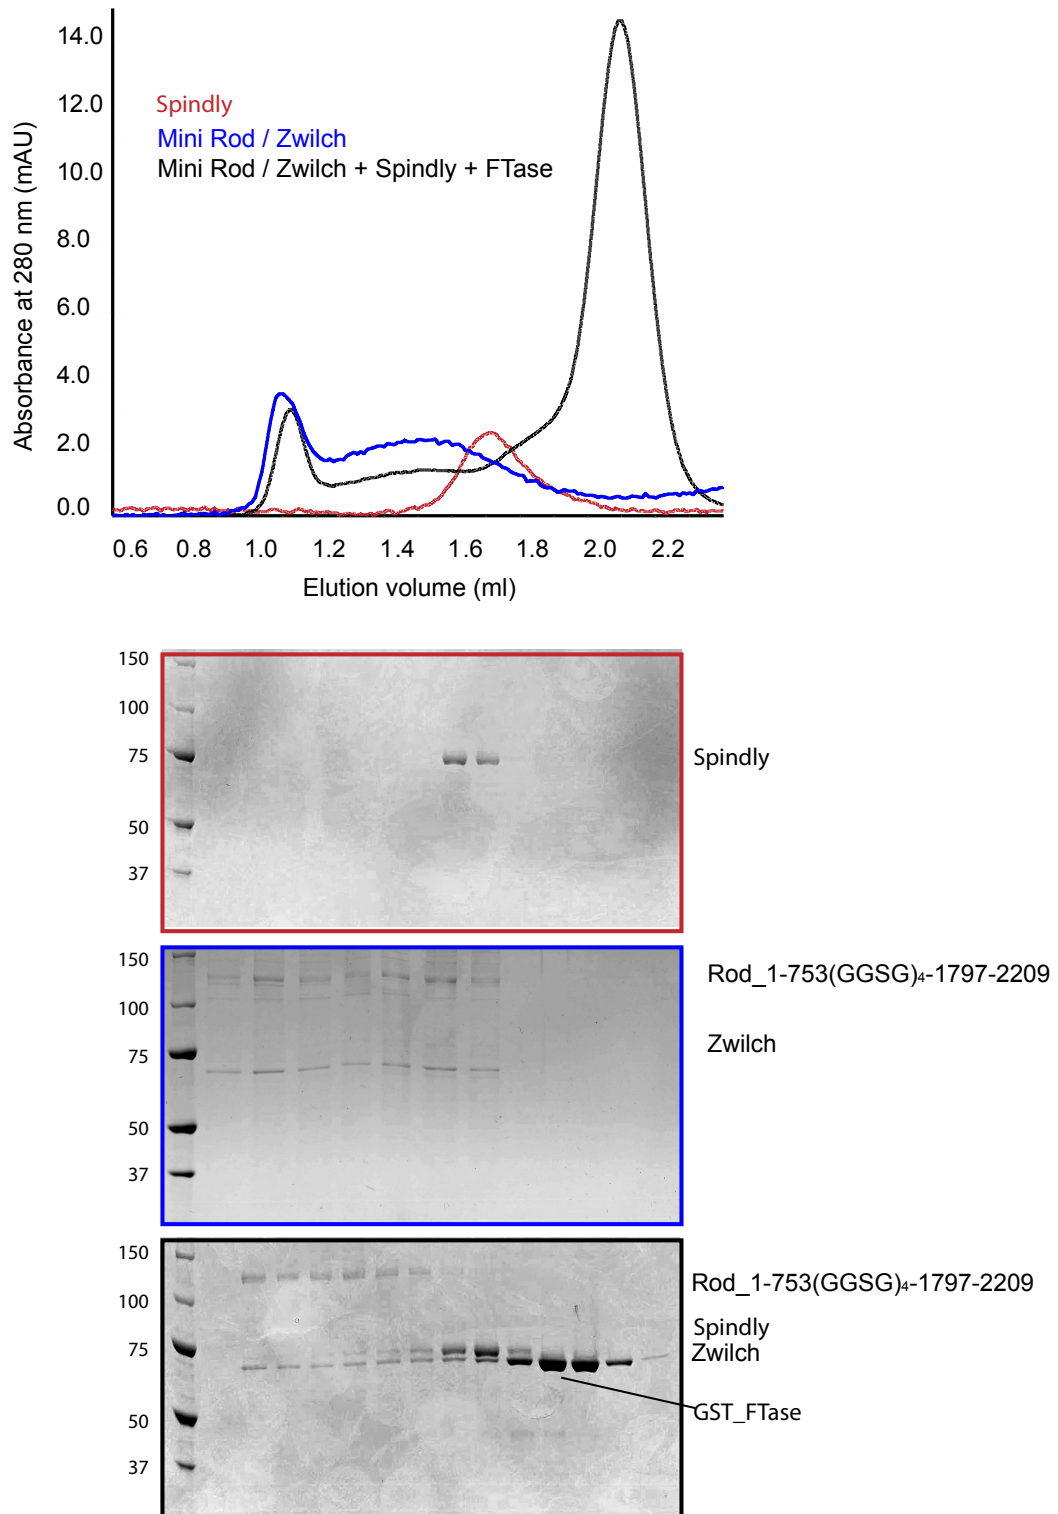 14.0
12.0
10.0
8.0
6.0
4.0
2.0
0.0
Absorbance at 280 nm (mAU)
Spindly
Mini Rod / Zwilch
Mini Rod / Zwilch + Spindly + FTase
0.6 0.8 1.0 1.2 1.4 1.6 1.8 2.0 2.2
Elution volume (ml)
150
100
75
50
37
Spindly
150
100
75
50
37
Rod_1-753(GGSG)₄-1797-2209
Zwilch
150
100
75
50
37
Rod_1-753(GGSG)₄-1797-2209
Spindly
Zwilch
GST_FTase